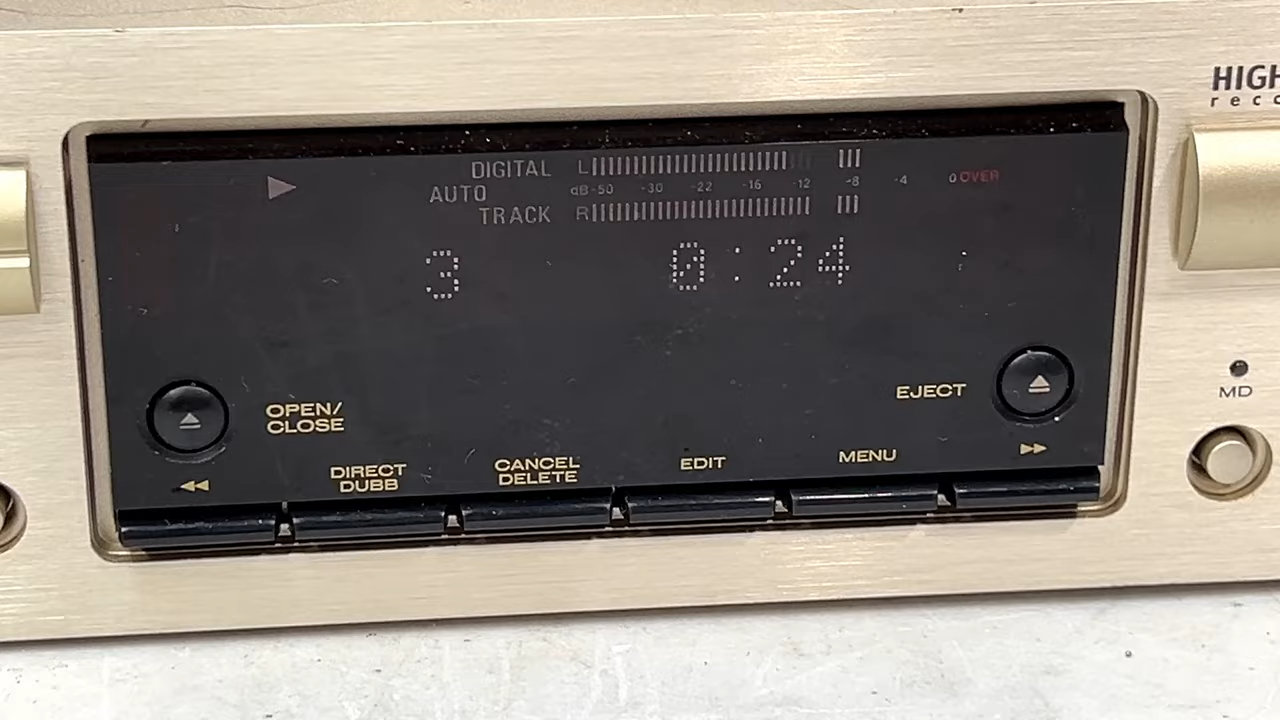 HIGH
reco
DIGITAL L
AUTO dB -50 -30 -22 -16 -12 -8 -4 0 OVER
TRACK R
3 0:24
OPEN/
CLOSE
EJECT
MD
DIRECT
DUBB
CANCEL
DELETE
EDIT
MENU